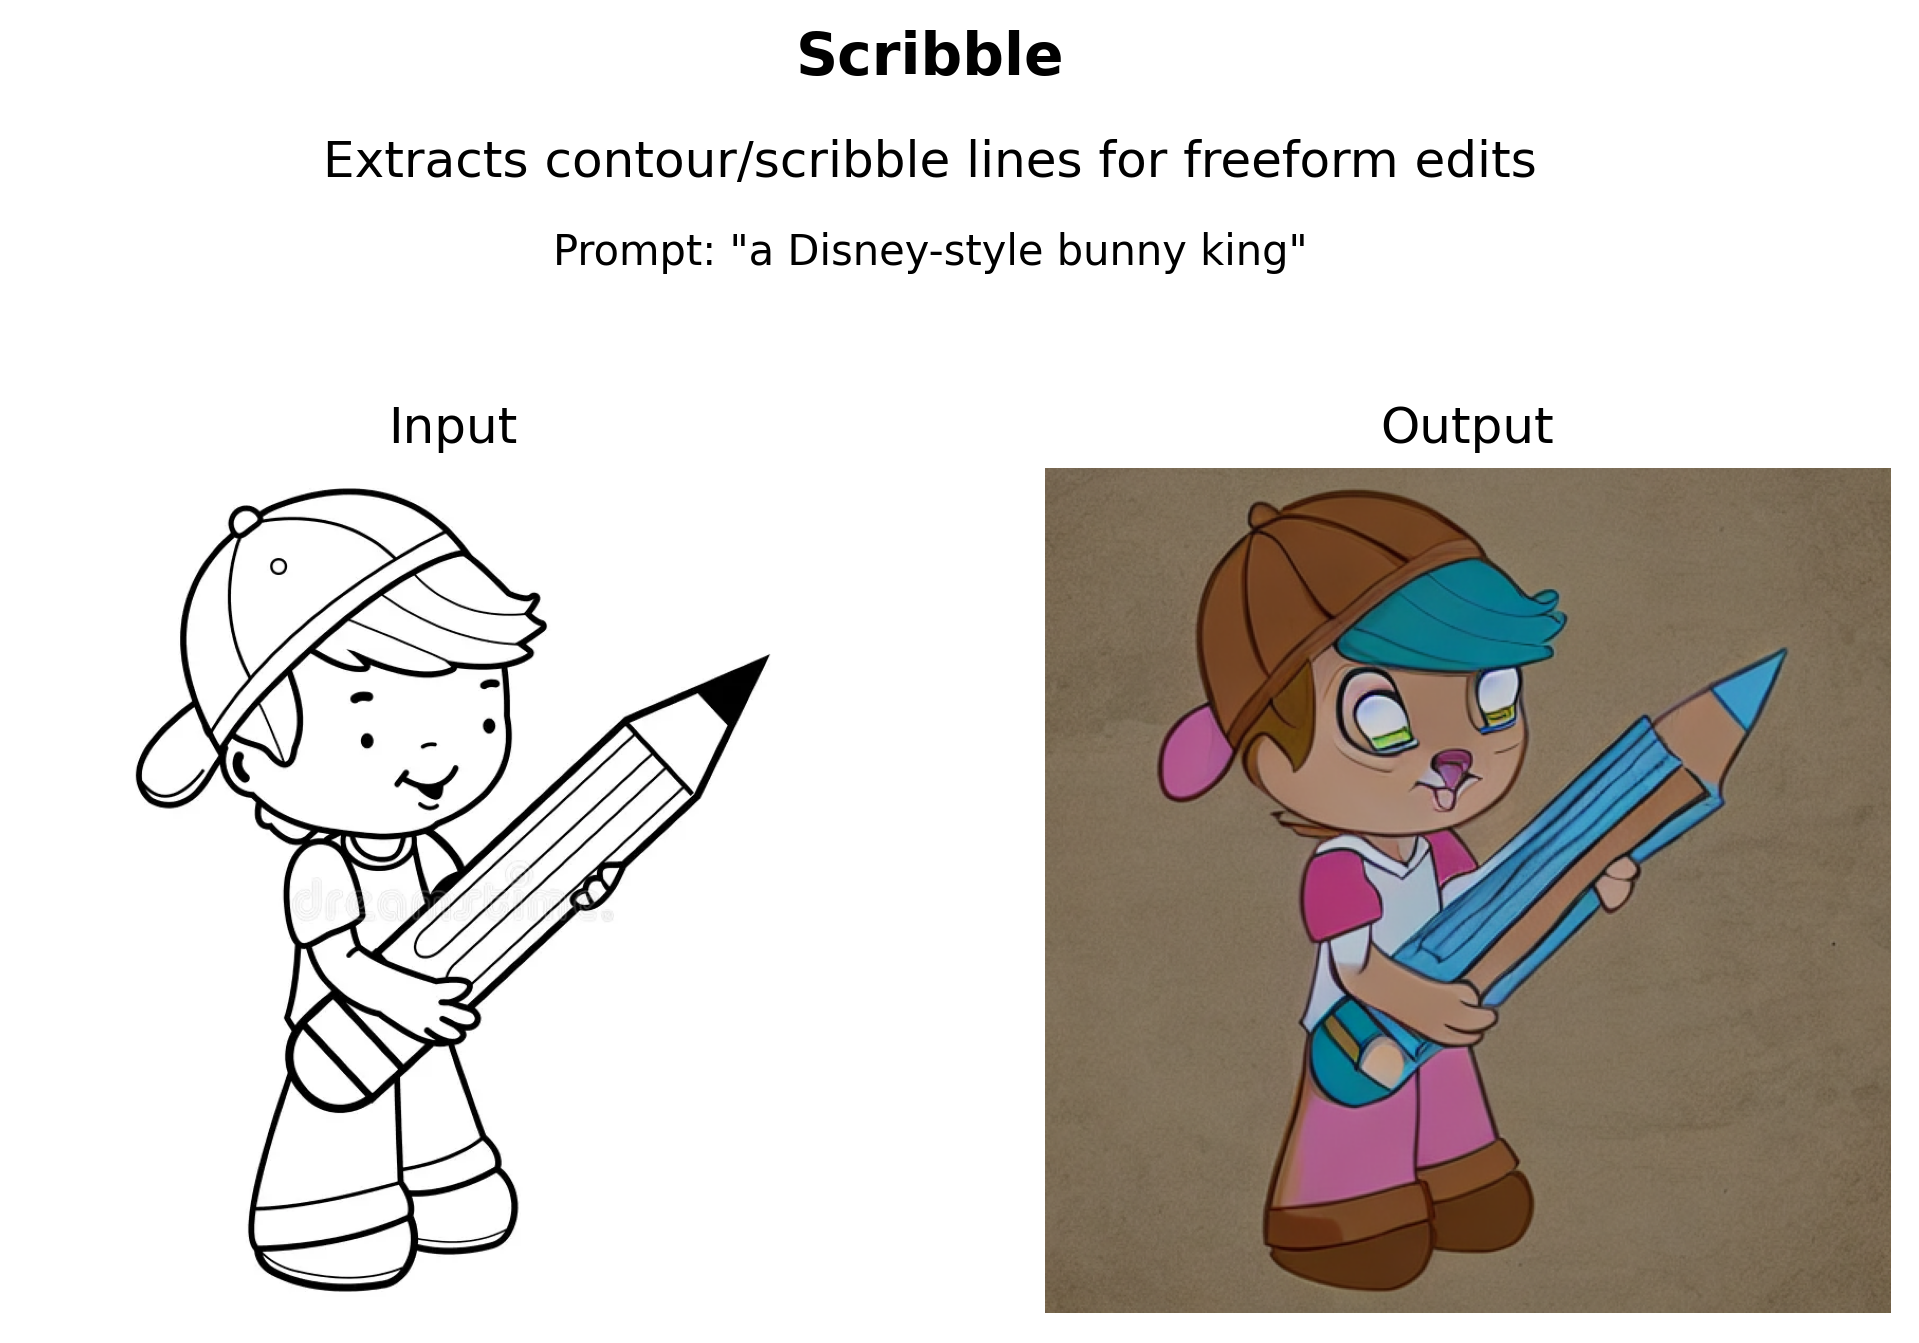 Scribble
Extracts contour/scribble lines for freeform edits
Prompt: "a Disney-style bunny king"
Input
Output
dreamstime.